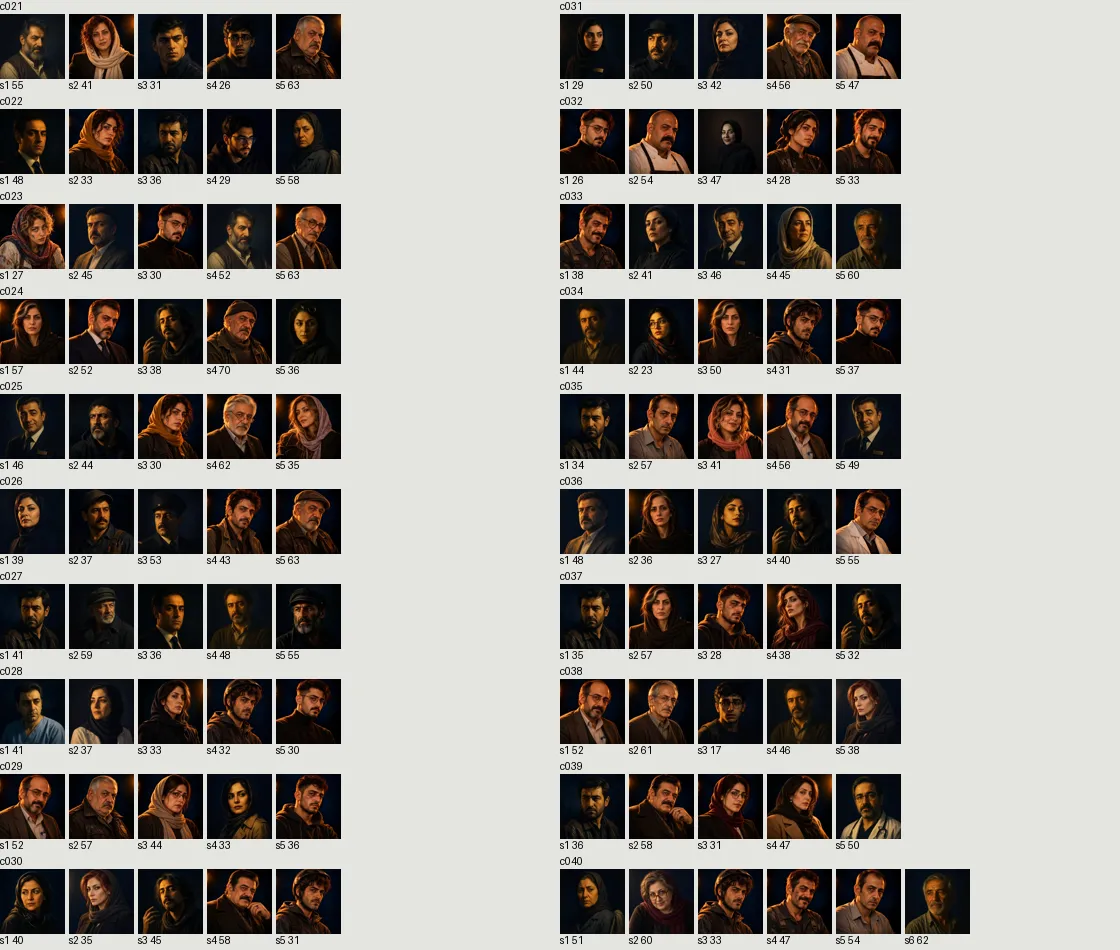 c021
s1 55 s2 41 s3 31 s4 26 s5 63
c022
s1 48 s2 33 s3 36 s4 29 s5 58
c023
s1 27 s2 45 s3 30 s4 52 s5 63
c024
s1 57 s2 52 s3 38 s4 70 s5 36
c025
s1 46 s2 44 s3 30 s4 62 s5 35
c026
s1 39 s2 37 s3 53 s4 43 s5 63
c027
s1 41 s2 59 s3 36 s4 48 s5 55
c028
s1 41 s2 37 s3 33 s4 32 s5 30
c029
s1 52 s2 57 s3 44 s4 33 s5 36
c030
s1 40 s2 35 s3 45 s4 58 s5 31
c031
s1 29 s2 50 s3 42 s4 56 s5 47
c032
s1 26 s2 54 s3 47 s4 28 s5 33
c033
s1 38 s2 41 s3 46 s4 45 s5 60
c034
s1 44 s2 23 s3 50 s4 31 s5 37
c035
s1 34 s2 57 s3 41 s4 56 s5 49
c036
s1 48 s2 36 s3 27 s4 40 s5 55
c037
s1 35 s2 57 s3 28 s4 38 s5 32
c038
s1 52 s2 61 s3 17 s4 46 s5 38
c039
s1 36 s2 58 s3 31 s4 47 s5 50
c040
s1 51 s2 60 s3 33 s4 47 s5 54 s6 62